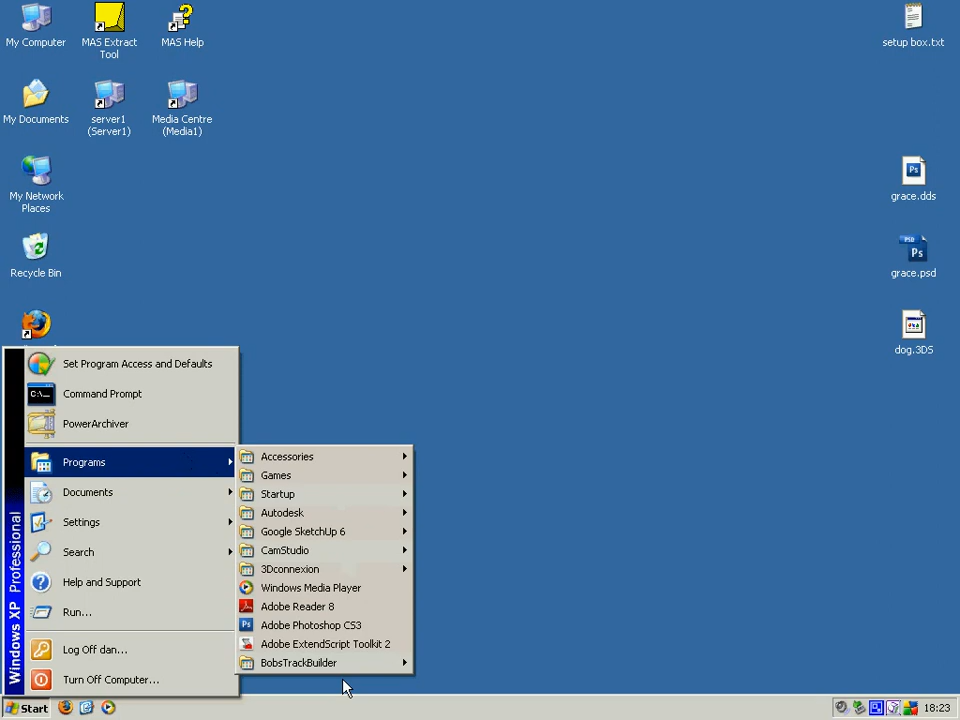 My Computer
MAS Extract
Tool
MAS Help
setup box.txt
My Documents
server1
(Server1)
Media Centre
(Media1)
My Network
Places
Ps
grace.dds
Recycle Bin
PSD
Ps
grace.psd
dog.3DS
Set Program Access and Defaults
C:\_
Command Prompt
PowerArchiver
Programs
Documents
Settings
Search
Help and Support
Run...
Log Off dan...
Turn Off Computer...
Windows XP Professional
Accessories
Games
Startup
Autodesk
Google SketchUp 6
CamStudio
3Dconnexion
Windows Media Player
Adobe Reader 8
Ps Adobe Photoshop CS3
Adobe ExtendScript Toolkit 2
BobsTrackBuilder
Start
18:23